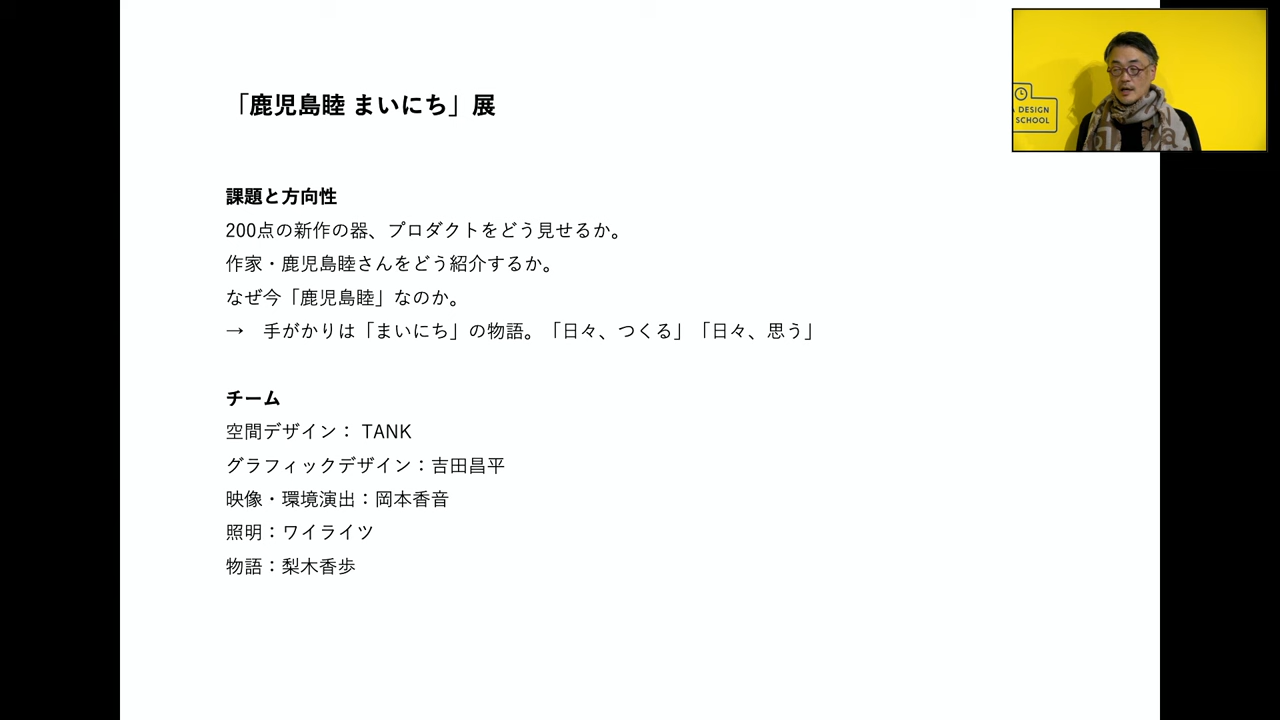 「鹿児島睦 まいにち」展
課題と方向性
200点の新作の器、プロダクトをどう見せるか。
作家・鹿児島睦さんをどう紹介するか。
なぜ今「鹿児島睦」なのか。
→　手がかりは「まいにち」の物語。「日々、つくる」「日々、思う」
チーム
空間デザイン： TANK
グラフィックデザイン：吉田昌平
映像・環境演出：岡本香音
照明：ワイライツ
物語：梨木香歩
DESIGN
SCHOOL